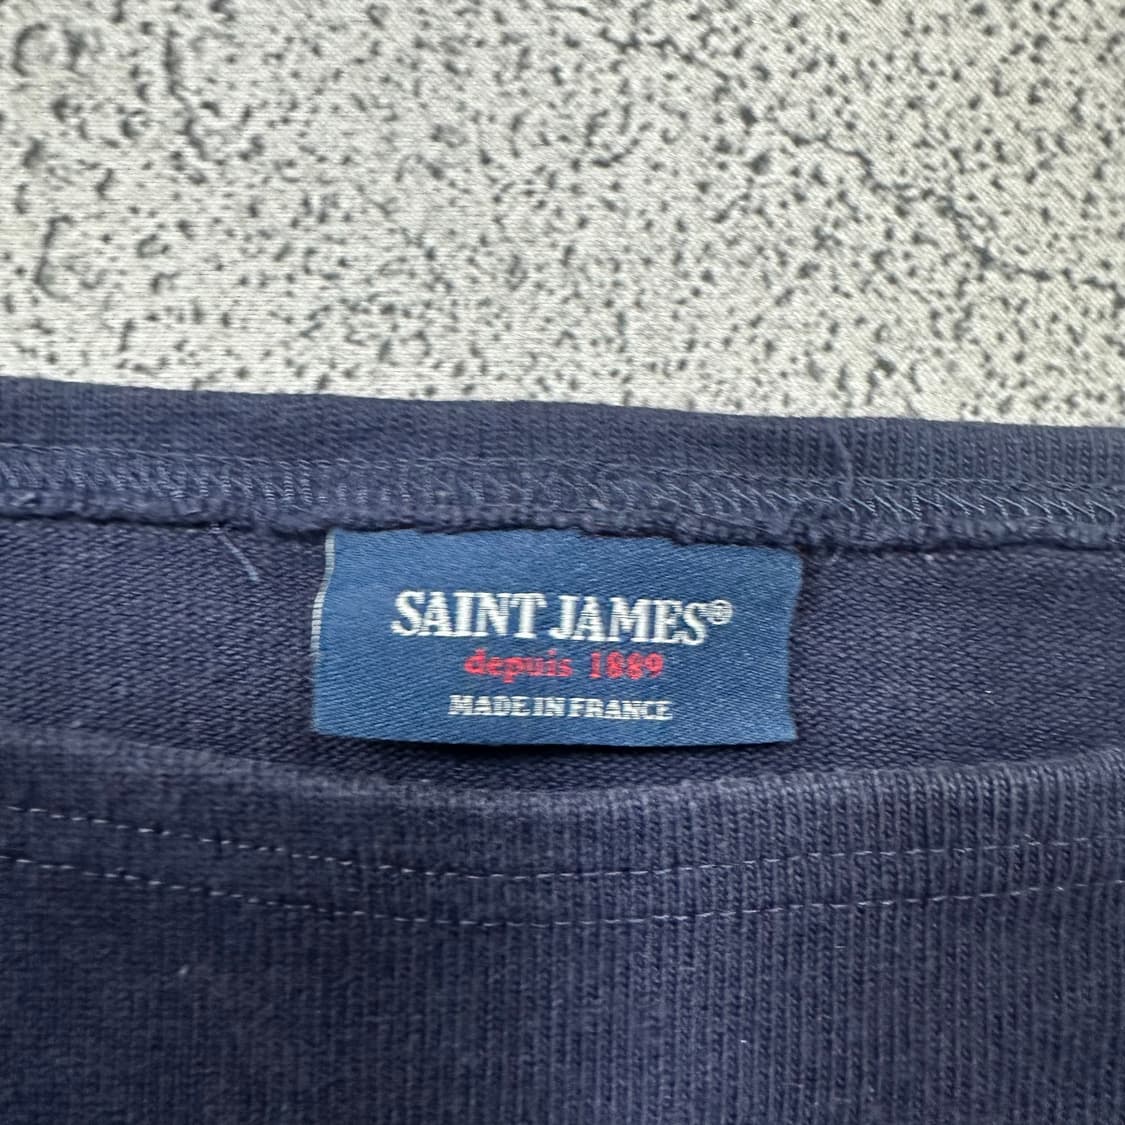 SAINT JAMES®
depuis 1889
MADE IN FRANCE